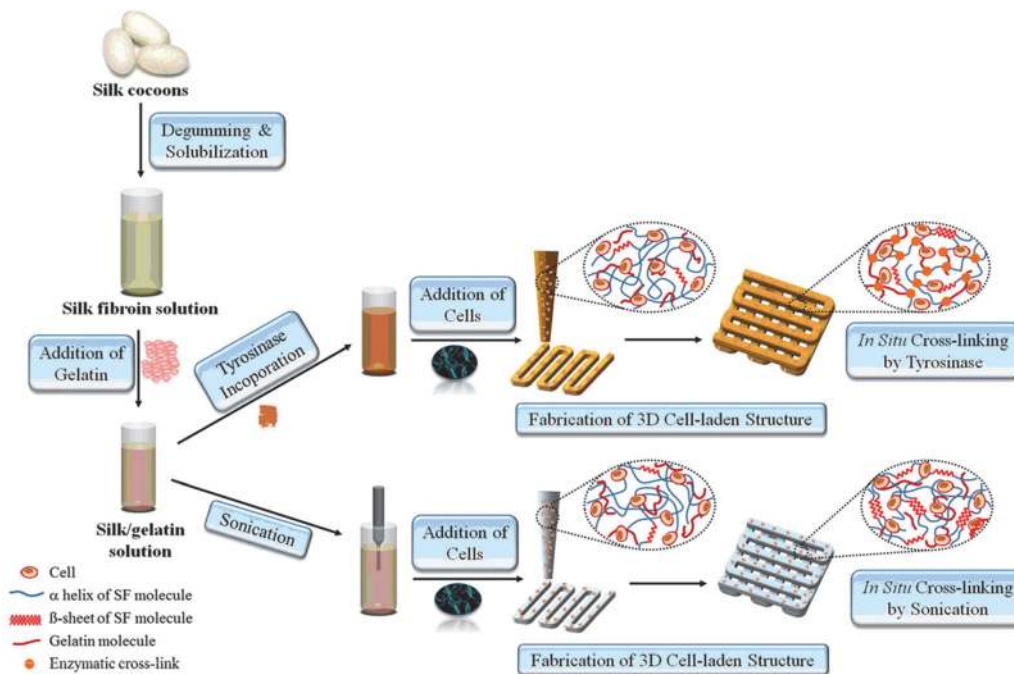 Silk cocoons
Degumming &
Solubilization
Silk fibroin solution
Addition of
Gelatin
Silk/gelatin
solution
Tyrosinase
Incoporation
Addition of
Cells
Fabrication of 3D Cell-laden Structure
In Situ Cross-linking
by Tyrosinase
Sonication
Addition of
Cells
Fabrication of 3D Cell-laden Structure
In Situ Cross-linking
by Sonication
Cell
α helix of SF molecule
ß-sheet of SF molecule
Gelatin molecule
Enzymatic cross-link